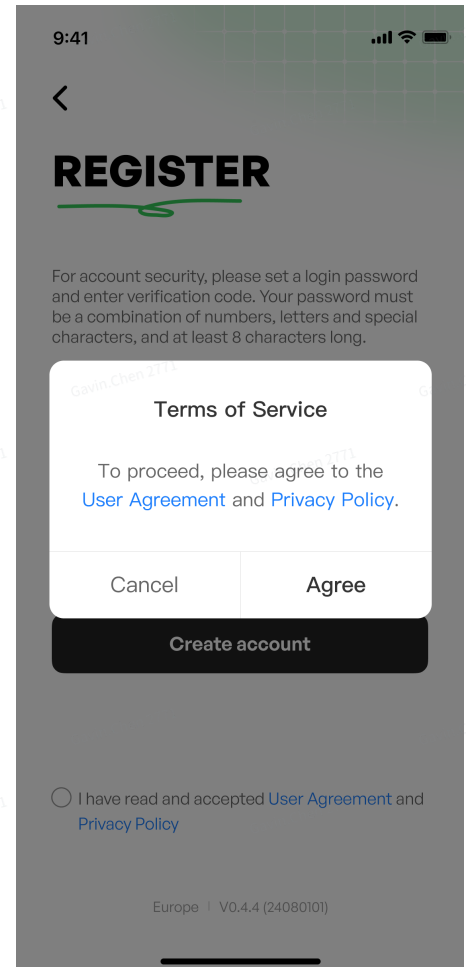 9:41
REGISTER
For account security, please set a login password
and enter verification code. Your password must
be a combination of numbers, letters and special
characters, and at least 8 characters long.
Gavin.Chen 2771
Terms of Service
To proceed, please agree to the
User Agreement and Privacy Policy.
Cancel
Agree
Create account
I have read and accepted User Agreement and
Privacy Policy
Europe | V0.4.4 (24080101)